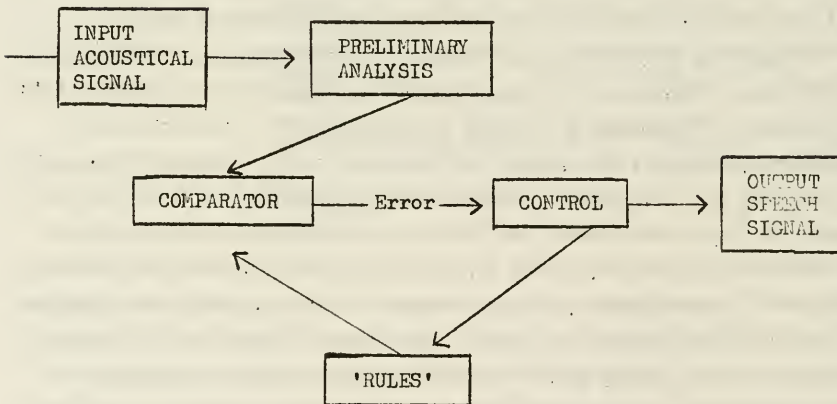 INPUT
ACOUSTICAL
SIGNAL
PRELIMINARY
ANALYSIS
COMPARATOR
Error
CONTROL
OUTPUT
SPEECH
SIGNAL
'RULES'